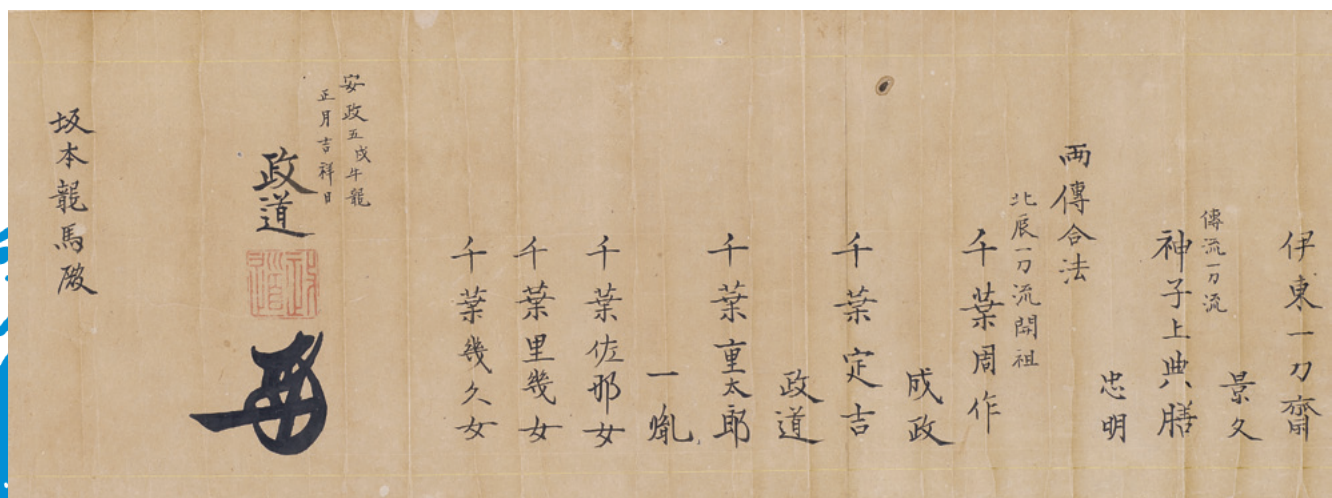 伊東一刀齋
景久
傳流一刀流
神子上典膳
忠明
両傳合法
北辰一刀流開祖
千葉周作
成政
千葉定吉
政道
千葉重太郎
一胤
千葉佐那女
千葉里幾女
千葉幾久女
安政五戊午龍
正月吉祥日
政道
政道
坂本龍馬殿